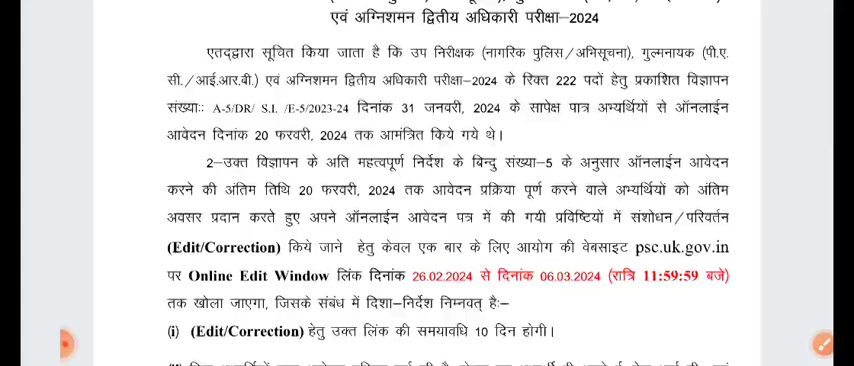 एवं अग्निशमन द्वितीय अधिकारी परीक्षा–2024
एतद्द्वारा सूचित किया जाता है कि उप निरीक्षक (नागरिक पुलिस/अभिसूचना), गुल्मनायक (पी.ए.
सी./आई.आर.बी.) एवं अग्निशमन द्वितीय अधिकारी परीक्षा–2024 के रिक्त 222 पदों हेतु प्रकाशित विज्ञापन
संख्याः: A-5/DR/ S.I. /E-5/2023-24 दिनांक 31 जनवरी, 2024 के सापेक्ष पात्र अभ्यर्थियों से ऑनलाईन
आवेदन दिनांक 20 फरवरी, 2024 तक आमंत्रित किये गये थे।
2–उक्त विज्ञापन के अति महत्वपूर्ण निर्देश के बिन्दु संख्या–5 के अनुसार ऑनलाईन आवेदन
करने की अंतिम तिथि 20 फरवरी, 2024 तक आवेदन प्रक्रिया पूर्ण करने वाले अभ्यर्थियों को अंतिम
अवसर प्रदान करते हुए अपने ऑनलाईन आवेदन पत्र में की गयी प्रविष्टियों में संशोधन/परिवर्तन
(Edit/Correction) किये जाने हेतु केवल एक बार के लिए आयोग की वेबसाइट psc.uk.gov.in
पर Online Edit Window लिंक दिनांक 26.02.2024 से दिनांक 06.03.2024 (रात्रि 11:59:59 बजे)
तक खोला जाएगा, जिसके संबंध में दिशा–निर्देश निम्नवत् हैः–
(i) (Edit/Correction) हेतु उक्त लिंक की समयावधि 10 दिन होगी।